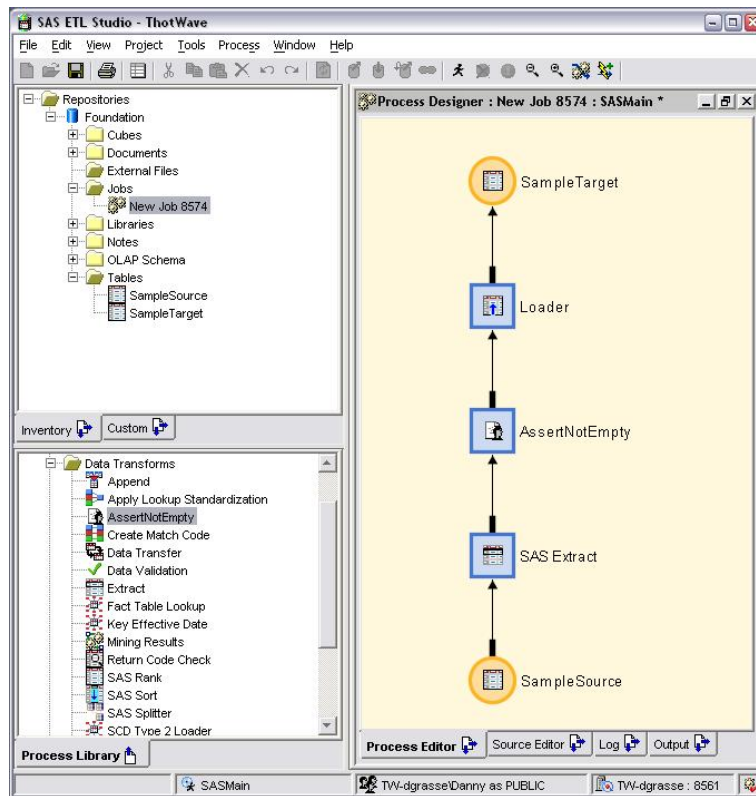 SAS ETL Studio - ThotWave
File Edit View Project Tools Process Window Help
Repositories
Foundation
Cubes
Documents
External Files
Jobs
New Job 8574
Libraries
Notes
OLAP Schema
Tables
SampleSource
SampleTarget
Inventory Custom
Data Transforms
Append
Apply Lookup Standardization
AssertNotEmpty
Create Match Code
Data Transfer
Data Validation
Extract
Fact Table Lookup
Key Effective Date
Mining Results
Return Code Check
SAS Rank
SAS Sort
SAS Splitter
SCD Type 2 Loader
Process Library
Process Designer : New Job 8574 : SASMain *
SampleTarget
Loader
AssertNotEmpty
SAS Extract
SampleSource
Process Editor Source Editor Log Output
SASMain TW-dgrasse\Danny as PUBLIC TW-dgrasse : 8561